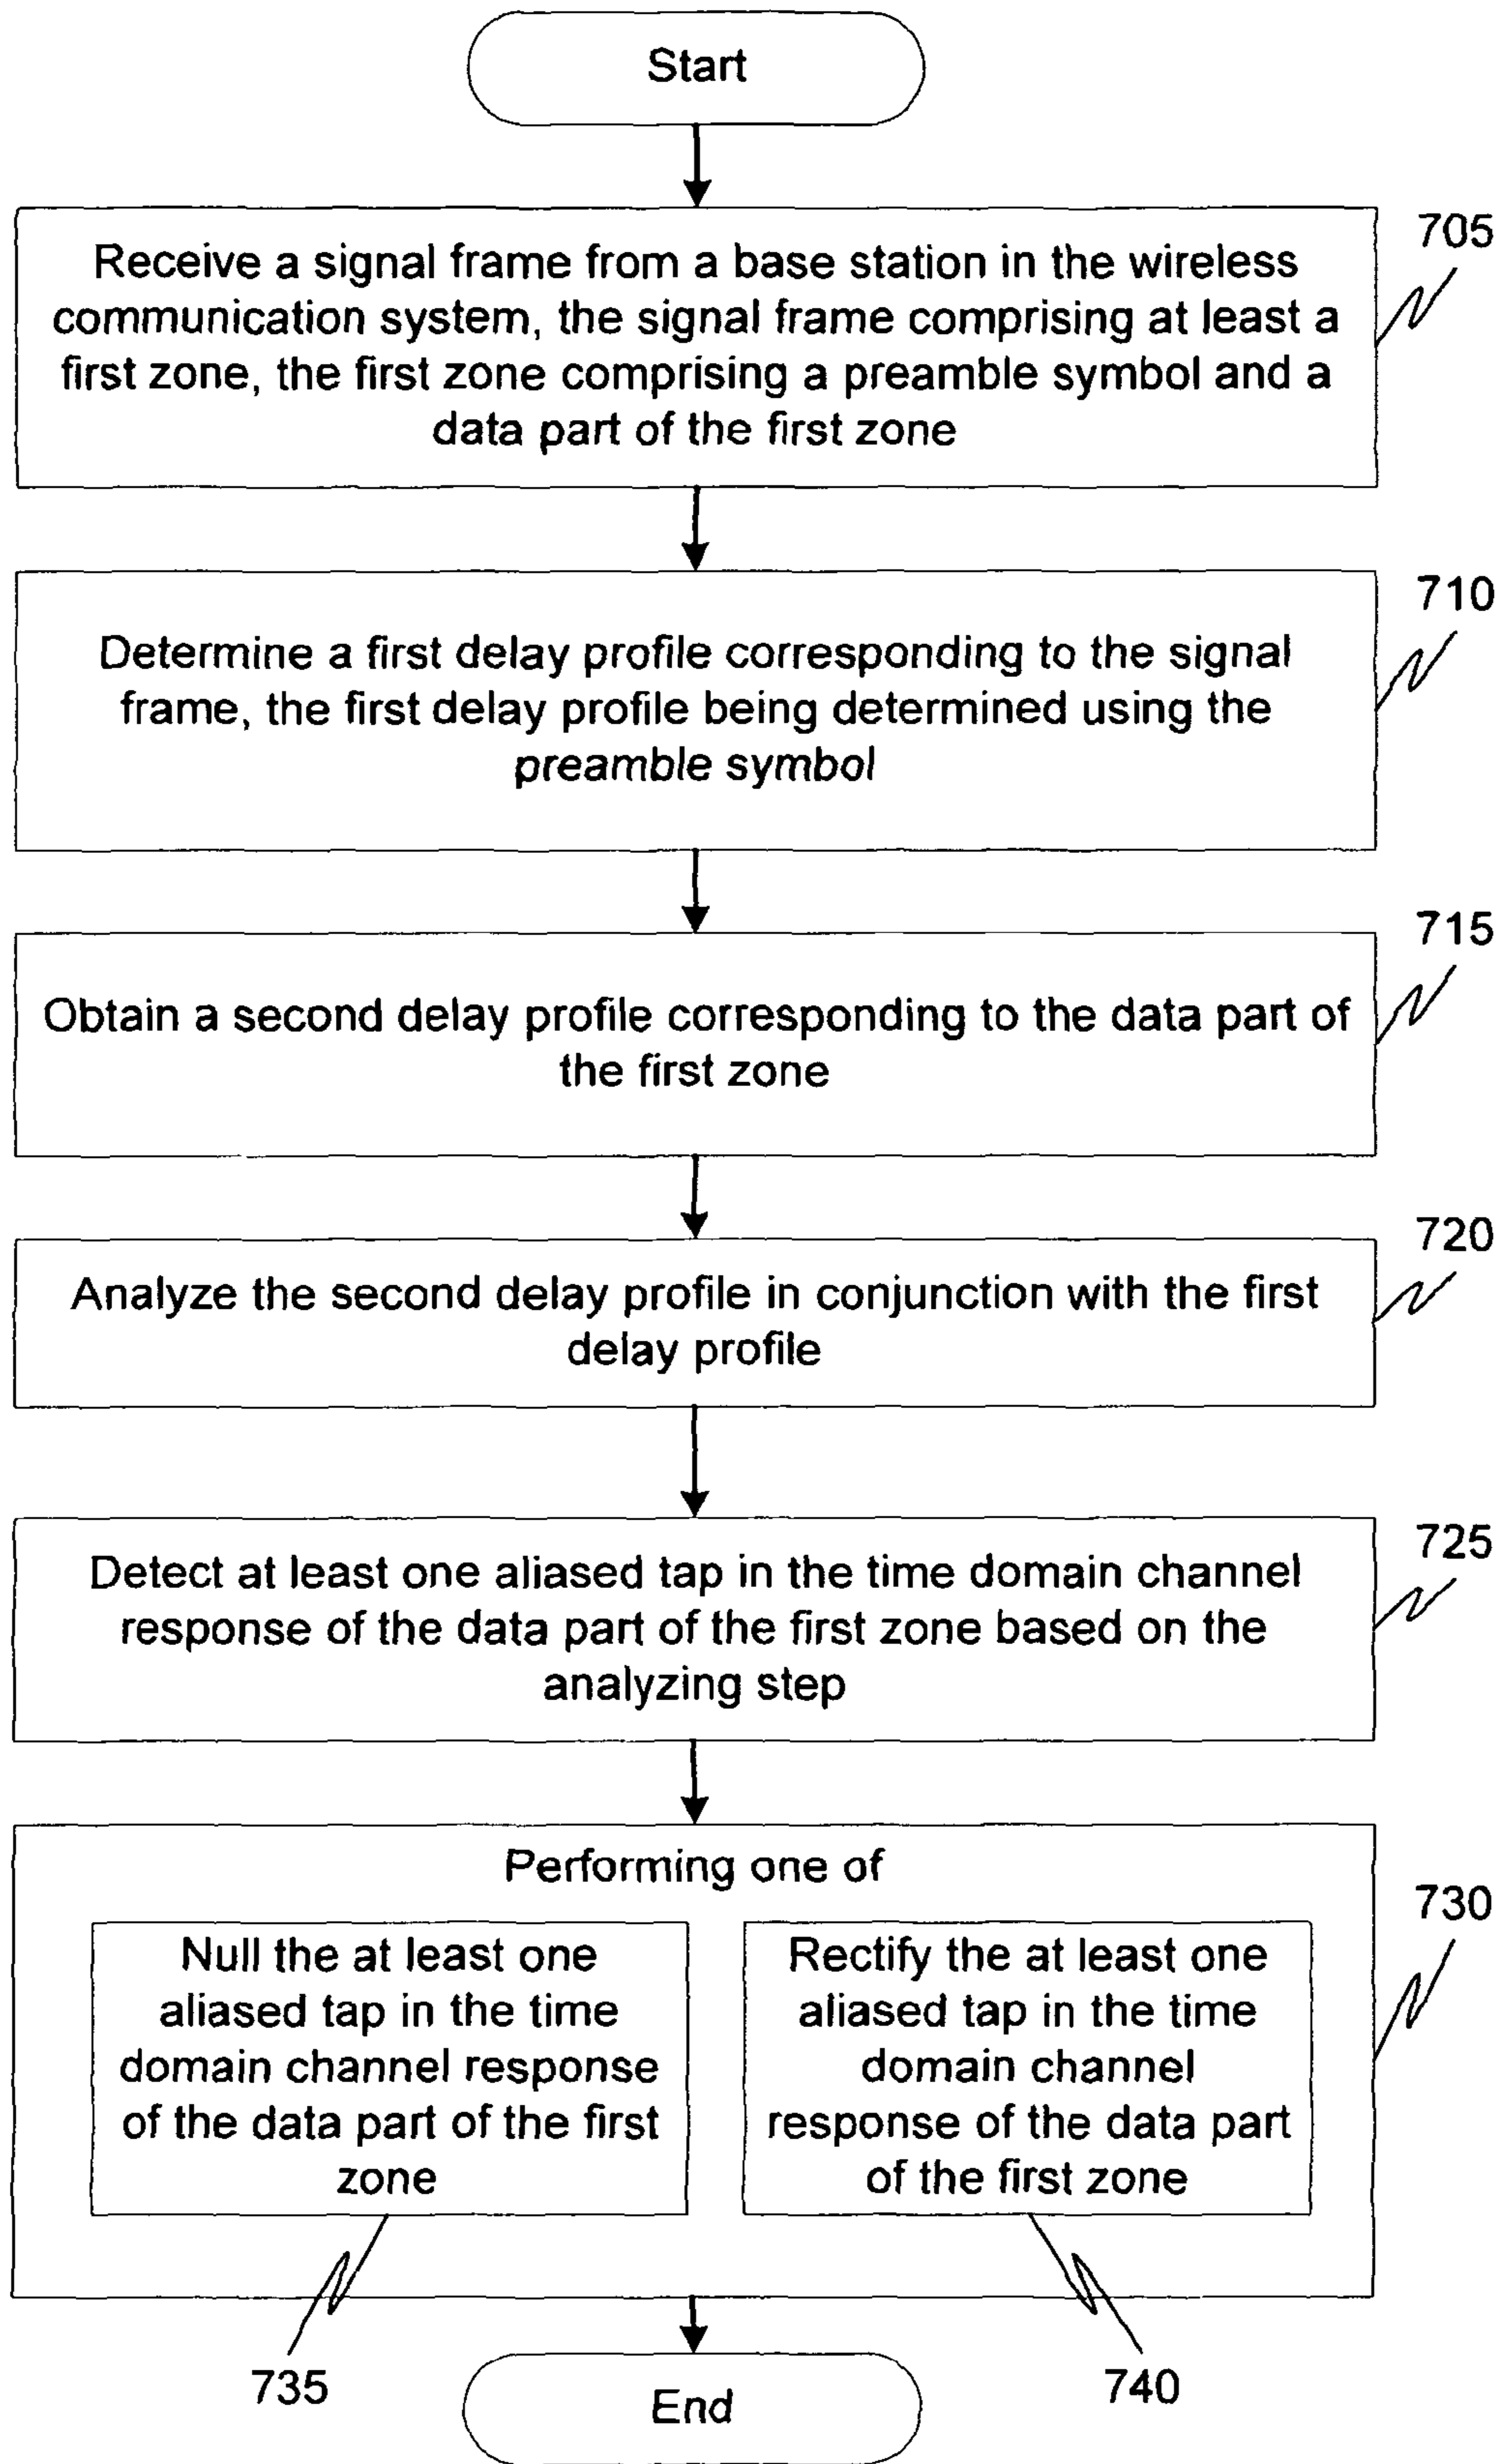 Start
705
Receive a signal frame from a base station in the wireless
communication system, the signal frame comprising at least a
first zone, the first zone comprising a preamble symbol and a
data part of the first zone
710
Determine a first delay profile corresponding to the signal
frame, the first delay profile being determined using the
preamble symbol
715
Obtain a second delay profile corresponding to the data part of
the first zone
720
Analyze the second delay profile in conjunction with the first
delay profile
725
Detect at least one aliased tap in the time domain channel
response of the data part of the first zone based on the
analyzing step
Performing one of
730
Null the at least one
aliased tap in the time
domain channel response
of the data part of the first
zone
Rectify the at least one
aliased tap in the time
domain channel
response of the data part
of the first zone
735
740
End